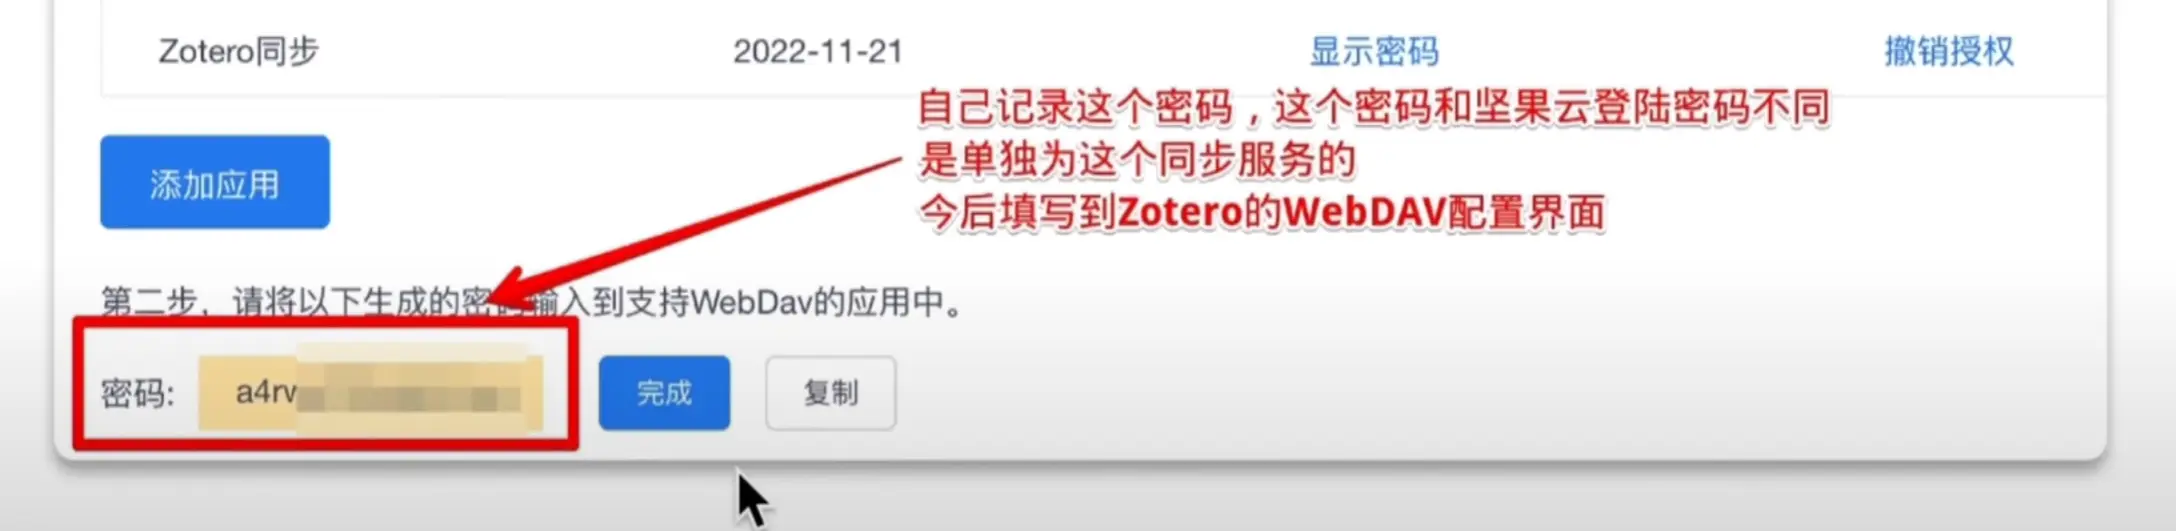 Zotero同步 2022-11-21 显示密码 撤销授权
自己记录这个密码，这个密码和坚果云登陆密码不同
是单独为这个同步服务的
今后填写到Zotero的WebDAV配置界面
添加应用
第二步，请将以下生成的密码输入到支持WebDav的应用中。
密码: a4rv 完成 复制